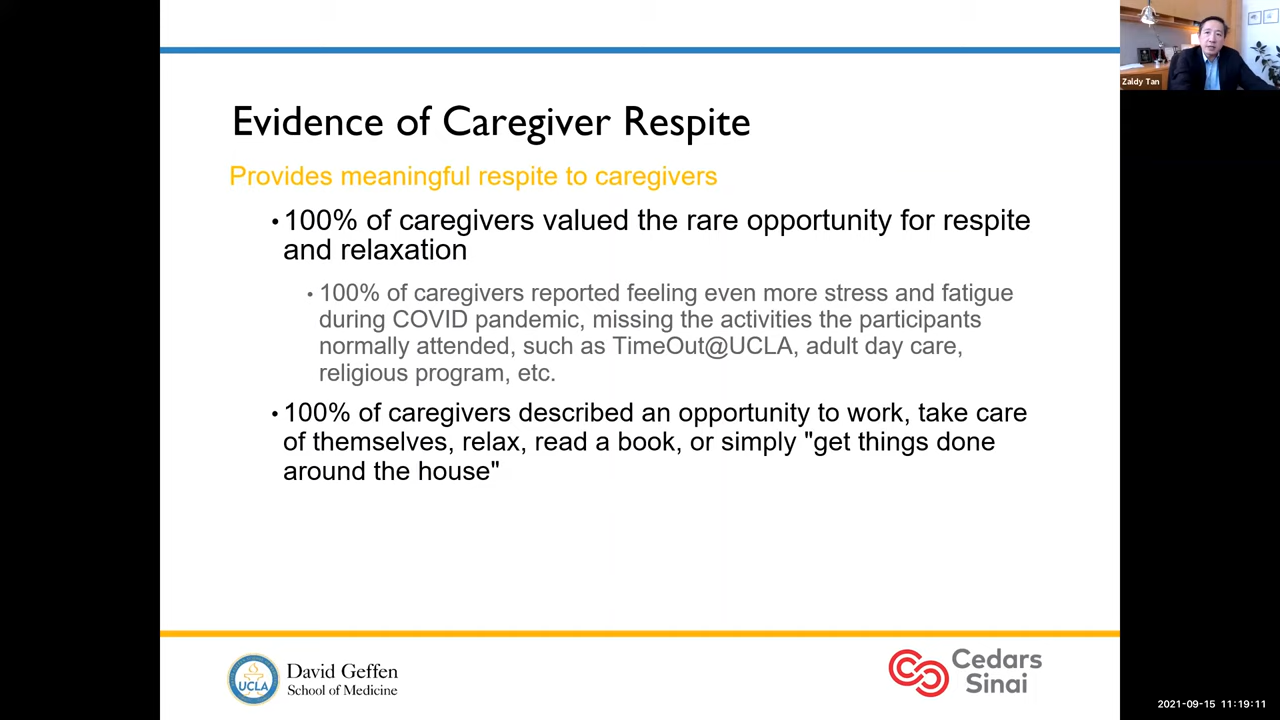 Evidence of Caregiver Respite
Provides meaningful respite to caregivers
• 100% of caregivers valued the rare opportunity for respite
and relaxation
• 100% of caregivers reported feeling even more stress and fatigue
during COVID pandemic, missing the activities the participants
normally attended, such as TimeOut@UCLA, adult day care,
religious program, etc.
• 100% of caregivers described an opportunity to work, take care
of themselves, relax, read a book, or simply "get things done
around the house"
UCLA
David Geffen
School of Medicine
Cedars
Sinai
Zaldy Tan
2021-09-15 11:19:11